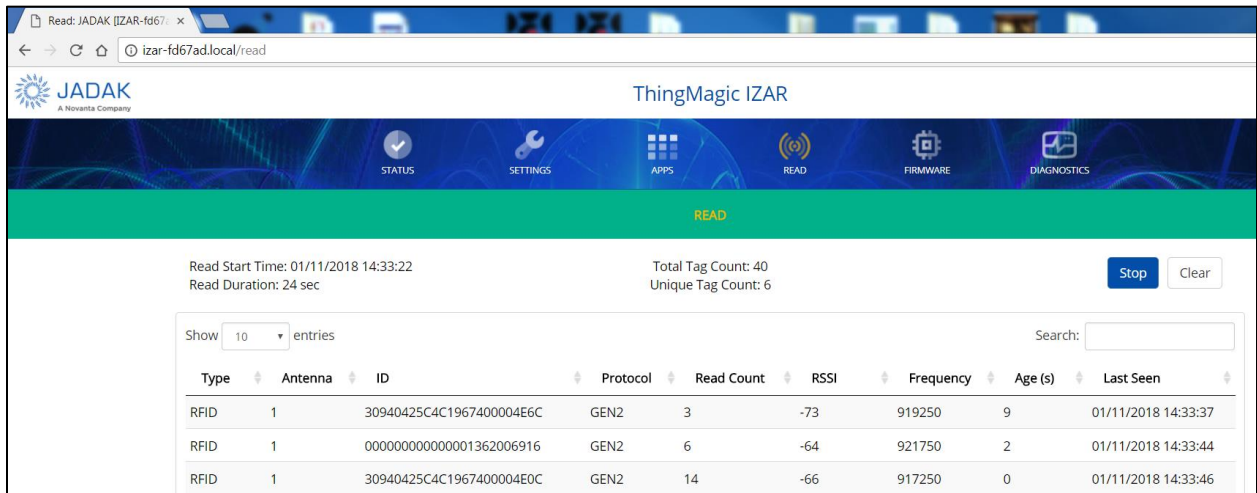 Read: JADAK [IZAR-fd67a
izar-fd67ad.local/read
JADAK
A Novanta Company
ThingMagic IZAR
STATUS
SETTINGS
APPS
READ
FIRMWARE
DIAGNOSTICS
READ
Read Start Time: 01/11/2018 14:33:22
Total Tag Count: 40
Read Duration: 24 sec
Unique Tag Count: 6
Stop
Clear
Show 10 entries
Search:
Type Antenna ID Protocol Read Count RSSI Frequency Age (s) Last Seen
RFID 1 30940425C4C1967400004E6C GEN2 3 -73 919250 9 01/11/2018 14:33:37
RFID 1 000000000000001362006916 GEN2 6 -64 921750 2 01/11/2018 14:33:44
RFID 1 30940425C4C1967400004E0C GEN2 14 -66 917250 0 01/11/2018 14:33:46